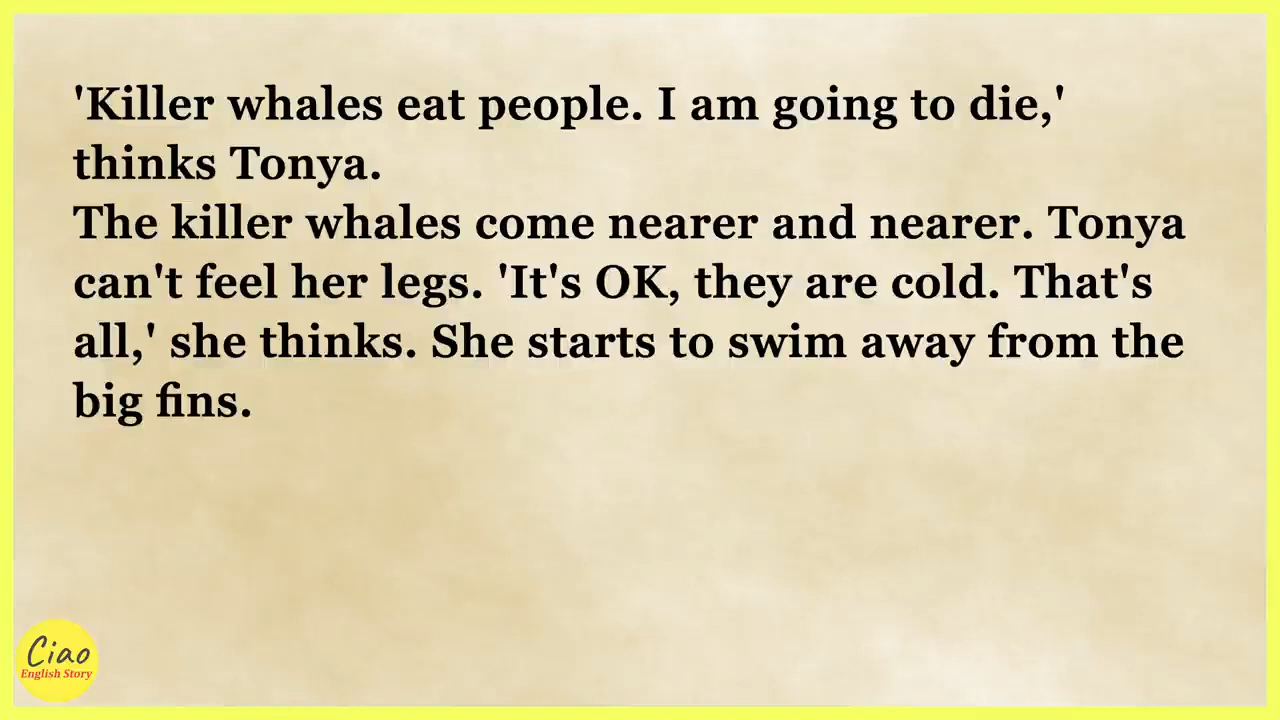 'Killer whales eat people. I am going to die,'
thinks Tonya.
The killer whales come nearer and nearer. Tonya
can't feel her legs. 'It's OK, they are cold. That's
all,' she thinks. She starts to swim away from the
big fins.
Ciao
English Story